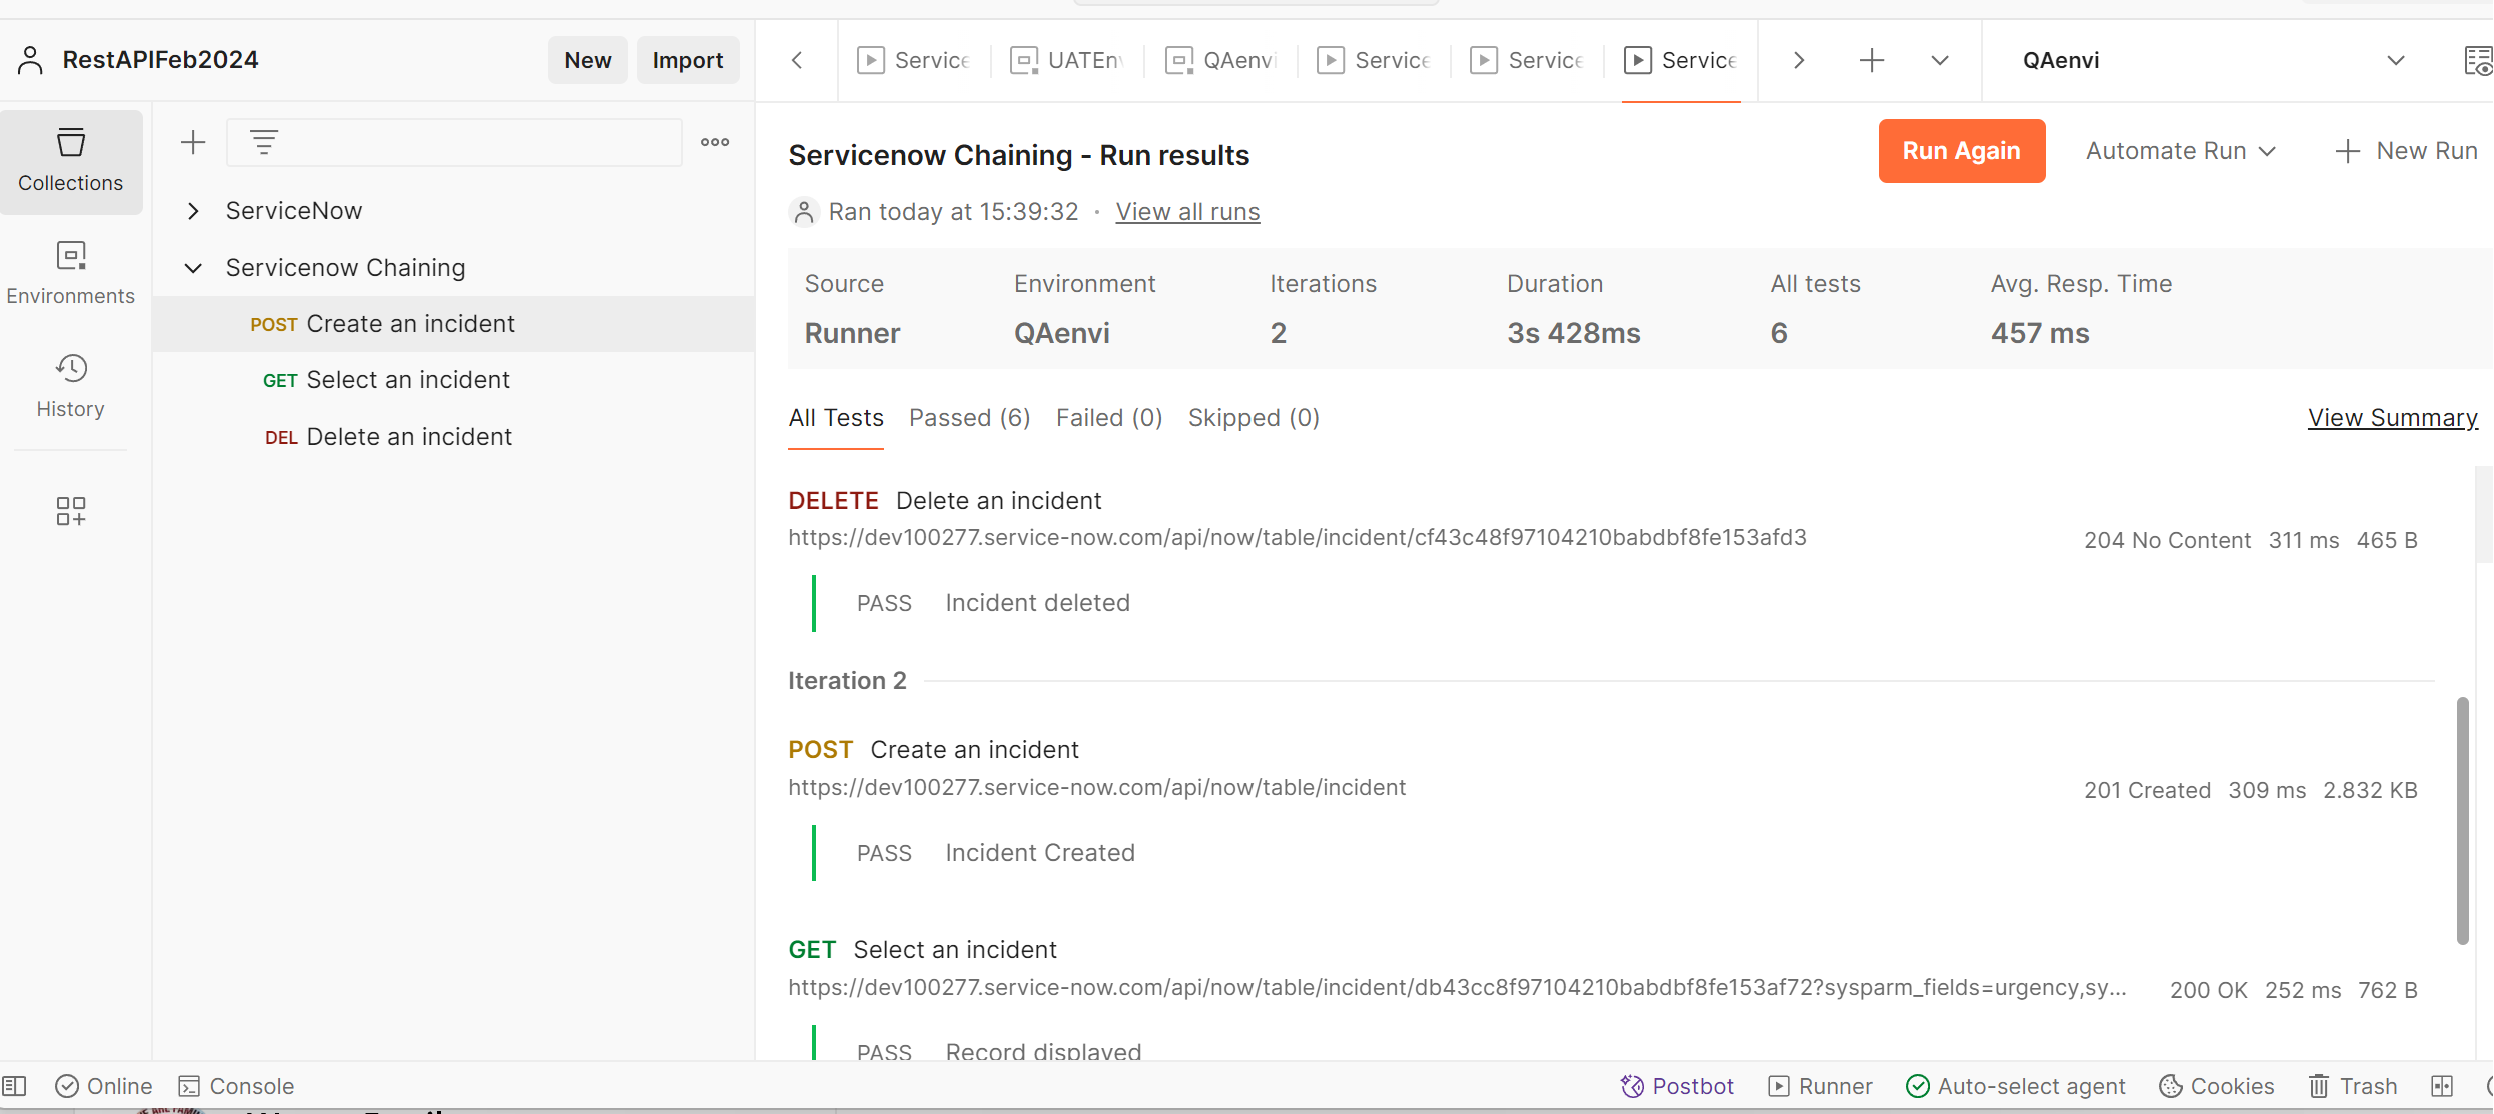 RestAPIFeb2024
New
Import
Service
UATEnv
QAenvi
Service
Service
Service
QAenvi
Collections
Environments
History
ServiceNow
Servicenow Chaining
POST Create an incident
GET Select an incident
DEL Delete an incident
Servicenow Chaining - Run results
Run Again
Automate Run
New Run
Ran today at 15:39:32 · View all runs
Source Environment Iterations Duration All tests Avg. Resp. Time
Runner QAenvi 2 3s 428ms 6 457 ms
All Tests Passed (6) Failed (0) Skipped (0) View Summary
DELETE Delete an incident
https://dev100277.service-now.com/api/now/table/incident/cf43c48f97104210babdbf8fe153afd3 204 No Content 311 ms 465 B
PASS Incident deleted
Iteration 2
POST Create an incident
https://dev100277.service-now.com/api/now/table/incident 201 Created 309 ms 2.832 KB
PASS Incident Created
GET Select an incident
https://dev100277.service-now.com/api/now/table/incident/db43cc8f97104210babdbf8fe153af72?sysparm_fields=urgency,sy... 200 OK 252 ms 762 B
PASS Record displayed
Online Console Postbot Runner Auto-select agent Cookies Trash